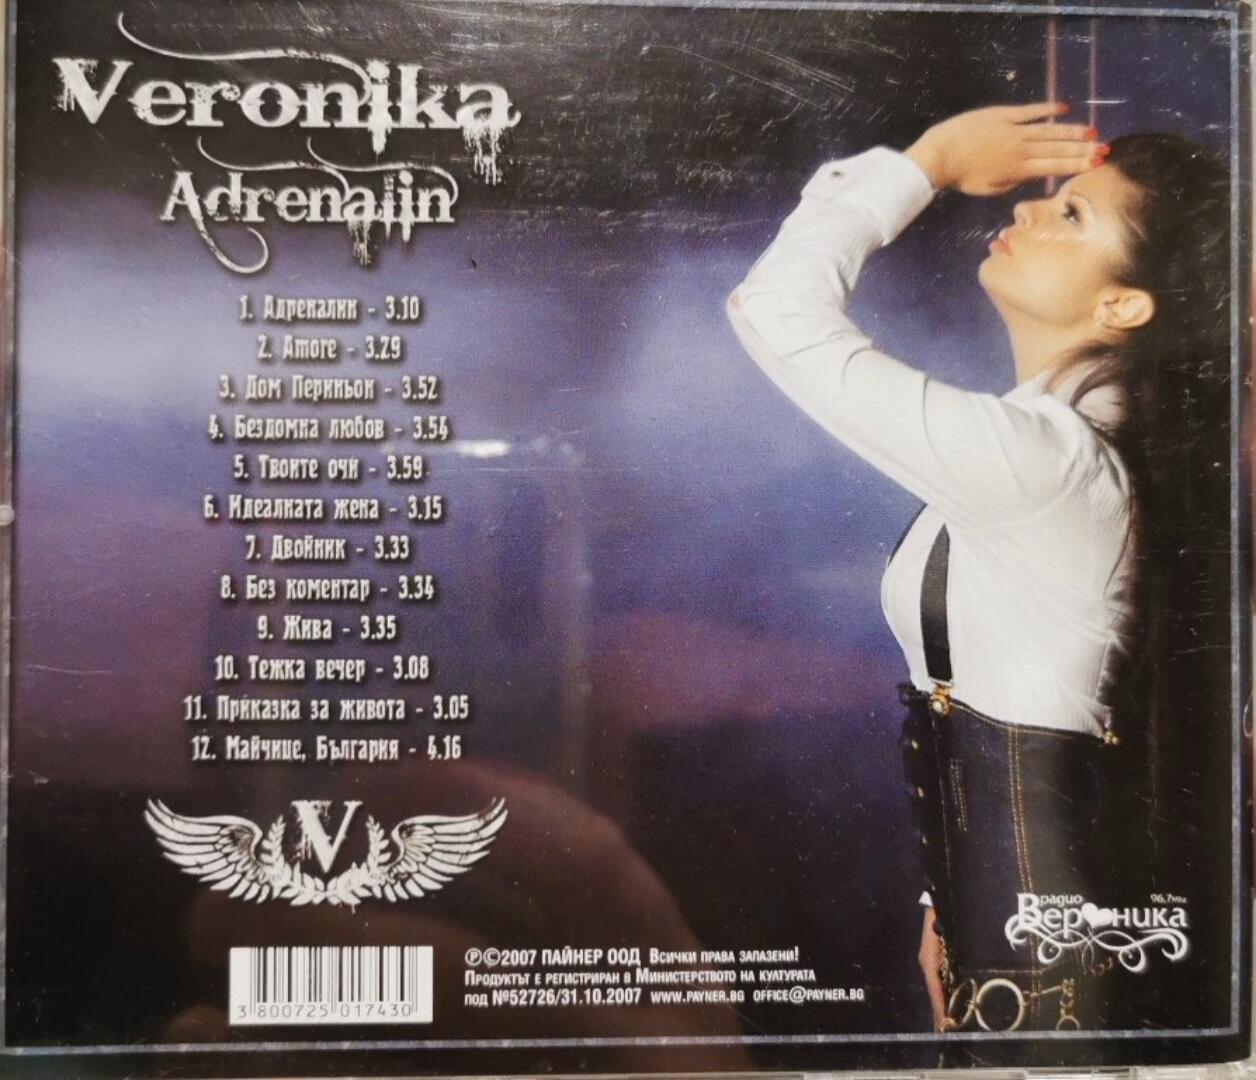 Veronika
Adrenalin
1. Адреналин - 3.10
2. Amore - 3.29
3. Дом Периньон - 3.52
4. Бездомна любов - 3.54
5. Твоите очи - 3.59
6. Идеалната жена - 3.15
7. Двойник - 3.33
8. Без коментар - 3.34
9. Жива - 3.35
10. Тежка вечер - 3.08
11. Приказка за живота - 3.05
12. Майчице, България - 4.16
V
3 800725 017430
℗©2007 ПАЙНЕР ООД Всички права запазени!
Продуктът е регистриран в Министерството на културата
под №52726/31.10.2007 www.payner.bg office@payner.bg
радио 96,7
Вероника